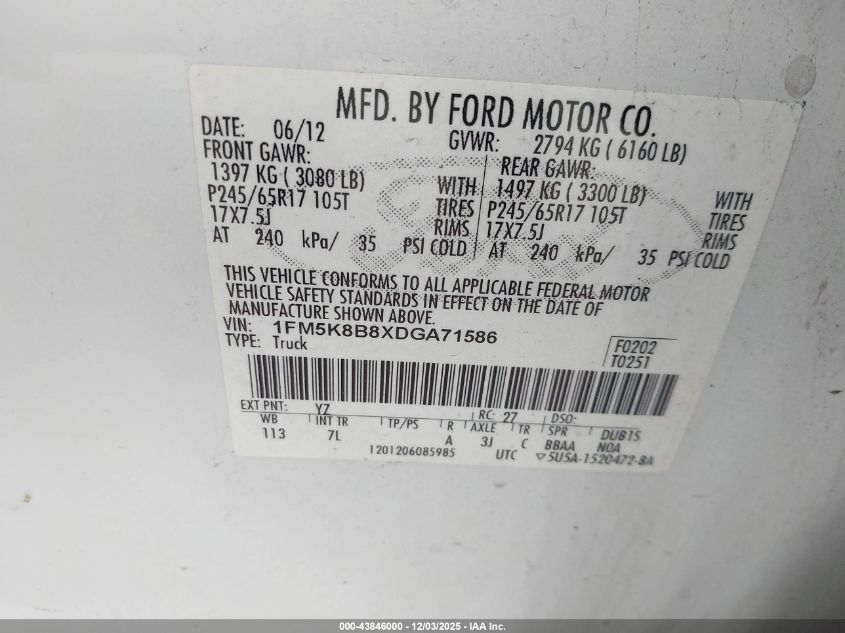 MFD. BY FORD MOTOR CO.
DATE: 06/12 GVWR: 2794 KG ( 6160 LB)
FRONT GAWR: REAR GAWR:
1397 KG ( 3080 LB) WITH 1497 KG ( 3300 LB) WITH
P245/65R17 105T TIRES P245/65R17 105T TIRES
17X7.5J RIMS 17X7.5J RIMS
AT 240 kPa/ 35 PSI COLD AT 240 kPa/ 35 PSI COLD
THIS VEHICLE CONFORMS TO ALL APPLICABLE FEDERAL MOTOR
VEHICLE SAFETY STANDARDS IN EFFECT ON THE DATE OF
MANUFACTURE SHOWN ABOVE.
VIN: 1FM5K8B8XDGA71586
TYPE: Truck
F0202
T0251
EXT PNT: YZ RC: 27 DSO:
WB INT TR TP/PS R AXLE TR SPR DUBTS
113 7L A 3J C BBAA NOA
1201206085985 UTC ▽5U5A-1520472-BA
000-43846000 - 12/03/2025 - IAA Inc.